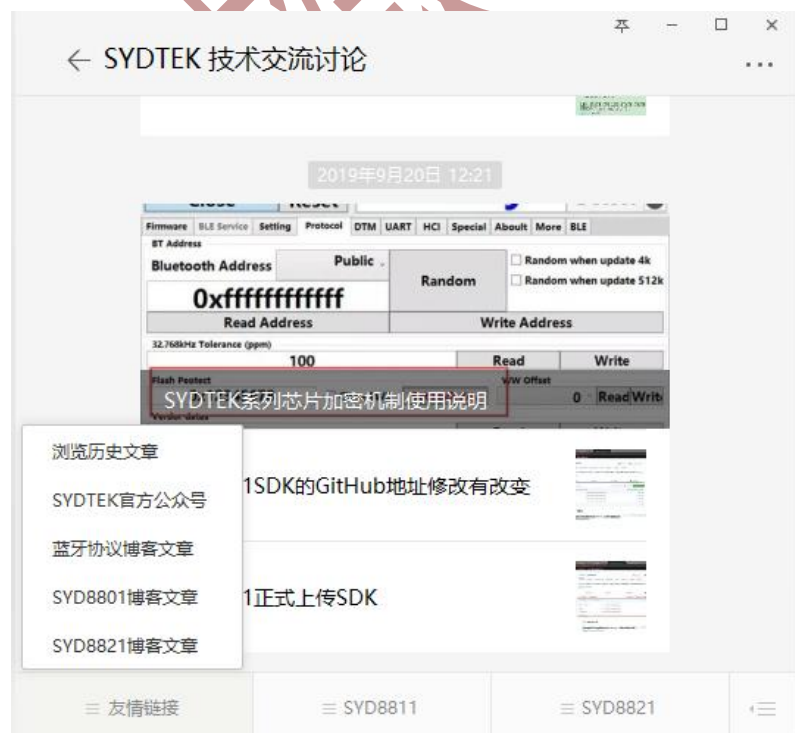 SYDTEK 技术交流讨论
2019年9月20日 12:21
Close Reset
Firmware BLE Service Setting Protocol DTM UART HCI Special Aboult More BLE
BT Address
Bluetooth Address Public Random Random when update 4k
Random when update 512k
0xffffffffffff
Read Address Write Address
32.768kHz Tolerance (ppm)
100 Read Write
Flash Peotect V/W Offset
0 Read Write
SYDTEK系列芯片加密机制使用说明
浏览历史文章
SYDTEK官方公众号
1SDK的GitHub地址修改有改变
蓝牙协议博客文章
SYD8801博客文章
1正式上传SDK
SYD8821博客文章
友情链接 SYD8811 SYD8821